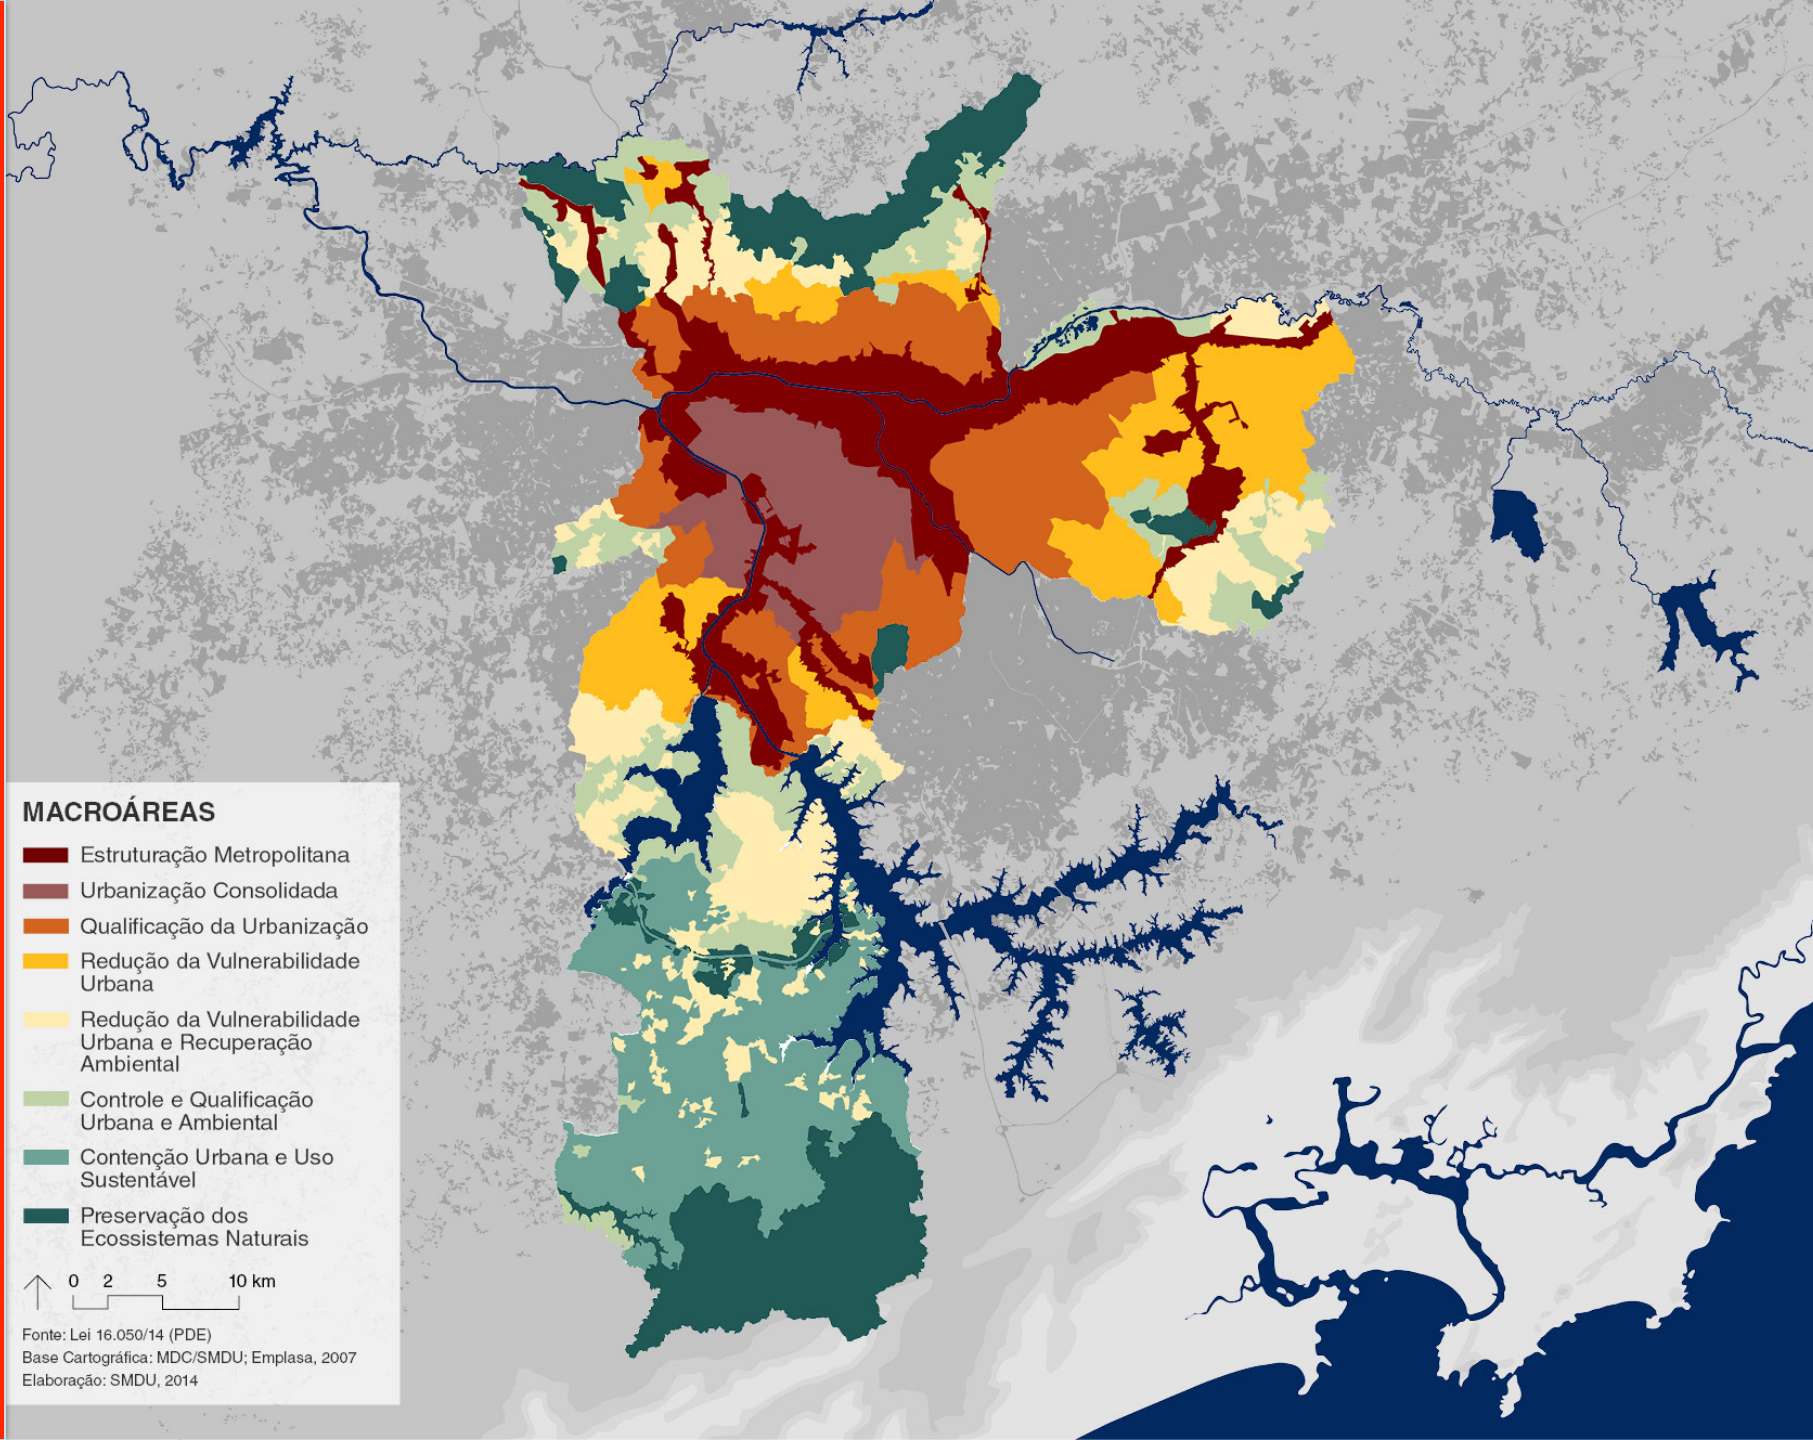 MACROÁREAS
Estruturação Metropolitana
Urbanização Consolidada
Qualificação da Urbanização
Redução da Vulnerabilidade
Urbana
Redução da Vulnerabilidade
Urbana e Recuperação
Ambiental
Controle e Qualificação
Urbana e Ambiental
Contenção Urbana e Uso
Sustentável
Preservação dos
Ecossistemas Naturais
0 2 5 10 km
Fonte: Lei 16.050/14 (PDE)
Base Cartográfica: MDC/SMDU; Emplasa, 2007
Elaboração: SMDU, 2014